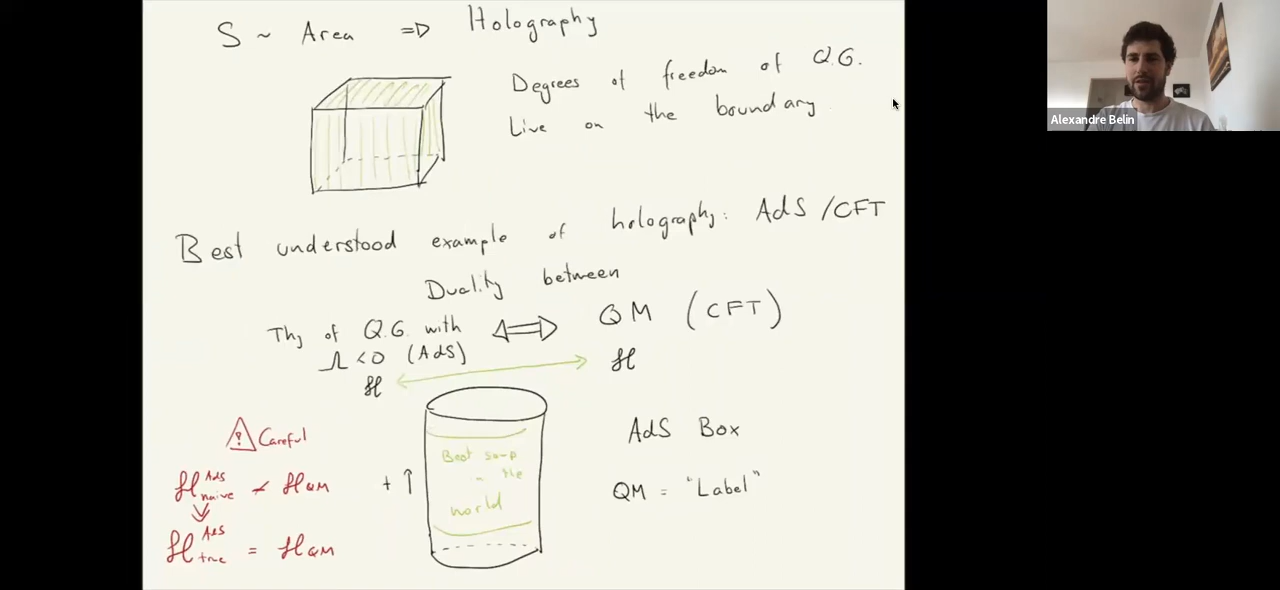 S ~ Area ⇒ Holography
Degrees of freedom of Q.G.
Live on the boundary
Best understood example of holography: AdS/CFT
Duality between
Thy of Q.G. with ⟺ QM (CFT)
Λ<0 (AdS)
ℋ ⟷ ℋ
Careful
ℋ^AdS_naive ≠ ℋ_QM
ℋ^AdS_true = ℋ_QM
+ ↑
Best soup
in the
world
AdS Box
QM = "Label"
Alexandre Belin